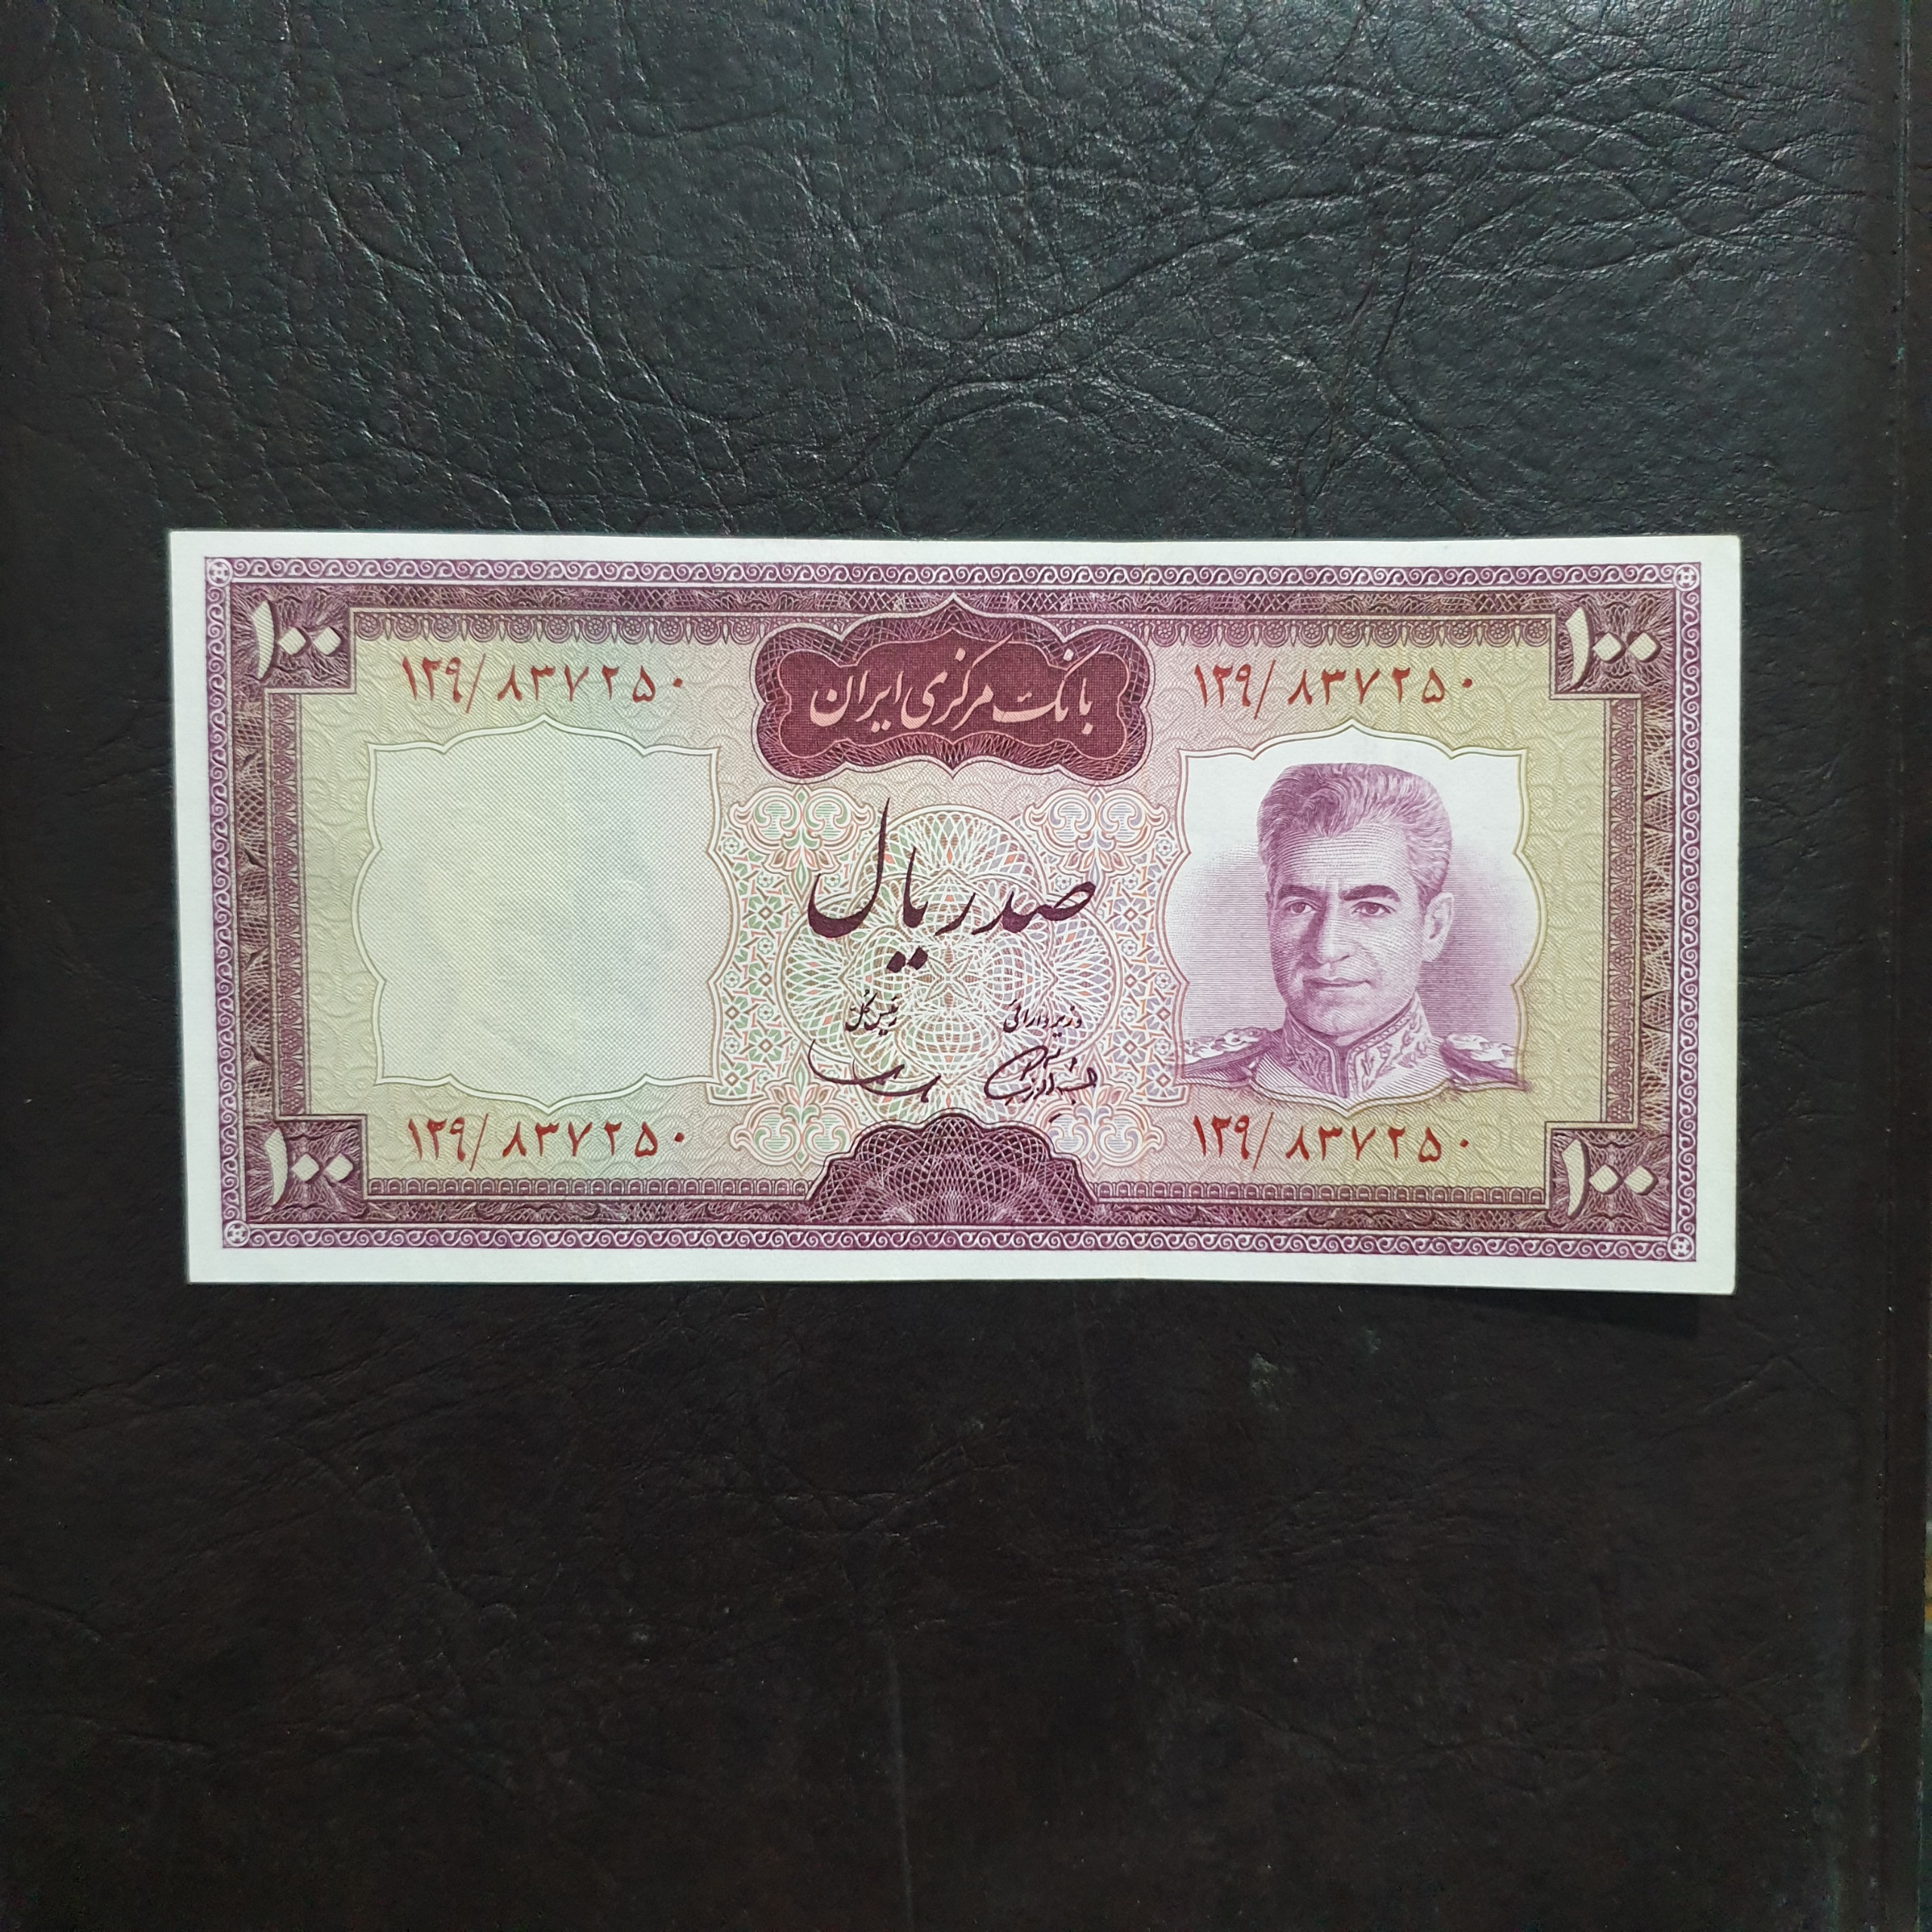 ۱۰۰ ۱۰۰
۱۲۹/۸۳۷۲۵۰ ۱۲۹/۸۳۷۲۵۰
بانک مرکزی ایران
صد ریال
وزیر دارائی رئیس کل
۱۲۹/۸۳۷۲۵۰ ۱۲۹/۸۳۷۲۵۰
۱۰۰ ۱۰۰